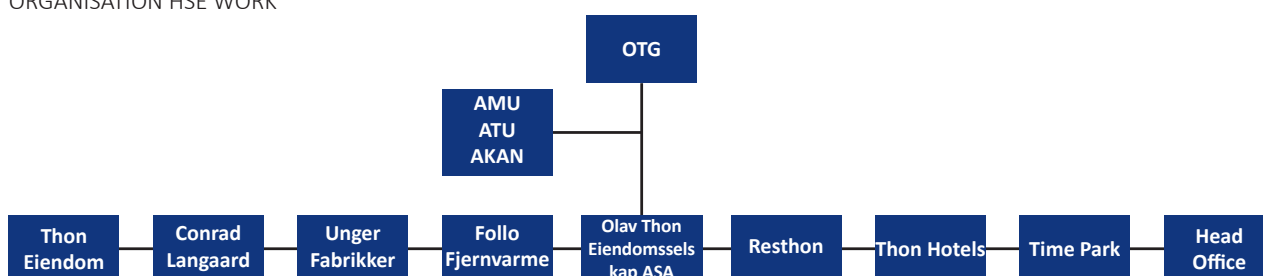 ORGANISATION HSE WORK
OTG
AMU
ATU
AKAN
Thon
Eiendom
Conrad
Langaard
Unger
Fabrikker
Follo
Fjernvarme
Olav Thon
Eiendomssels
kap ASA
Resthon
Thon Hotels
Time Park
Head
Office